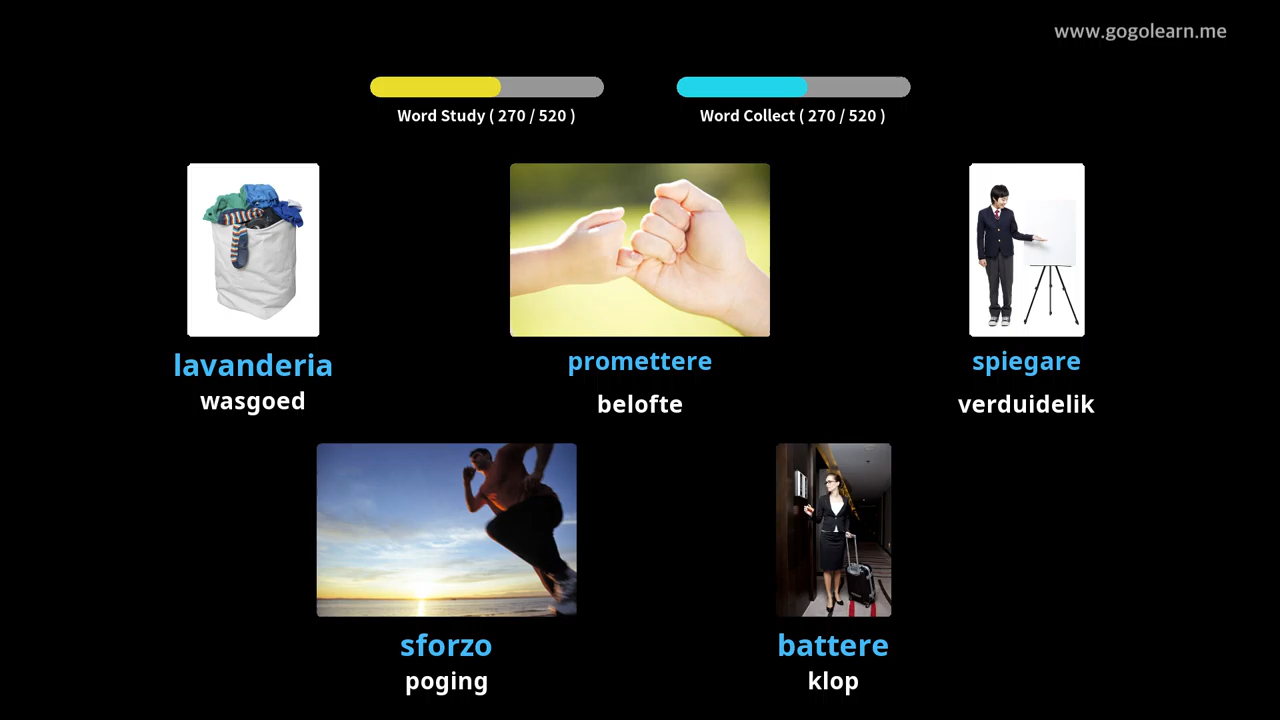 www.gogolearn.me
Word Study ( 270 / 520 )
Word Collect ( 270 / 520 )
lavanderia
wasgoed
promettere
belofte
spiegare
verduidelik
sforzo
poging
battere
klop